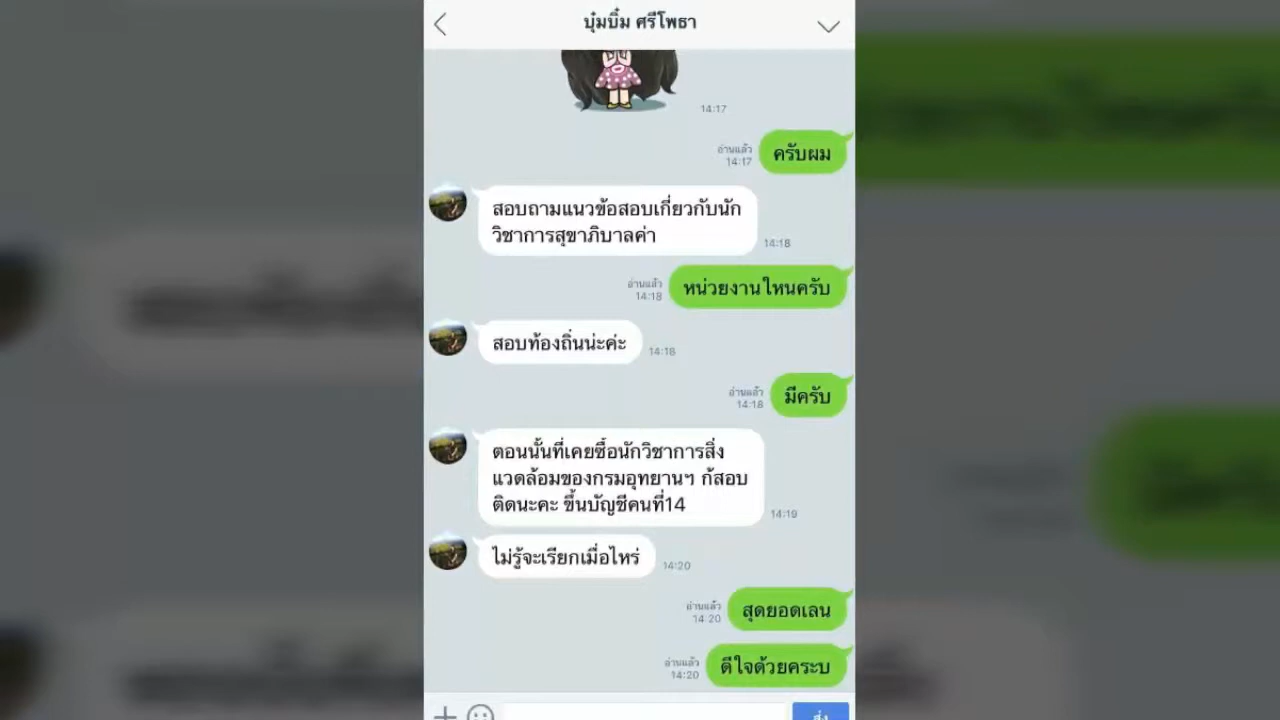 บุ๋มบิ๋ม ศรีโพธา
14:17
อ่านแล้ว
14:17
ครับผม
สอบถามแนวข้อสอบเกี่ยวกับนัก
วิชาการสุขาภิบาลค่า
14:18
อ่านแล้ว
14:18
หน่วยงานไหนครับ
สอบท้องถิ่นน่ะค่ะ
14:18
อ่านแล้ว
14:18
มีครับ
ตอนนั้นที่เคยซื้อนักวิชาการสิ่ง
แวดล้อมของกรมอุทยานฯ ก้สอบ
ติดนะคะ ขึ้นบัญชีคนที่14
14:19
ไม่รู้จะเรียกเมื่อไหร่
14:20
อ่านแล้ว
14:20
สุดยอดเลน
อ่านแล้ว
14:20
ดีใจด้วยคระบ
ส่ง